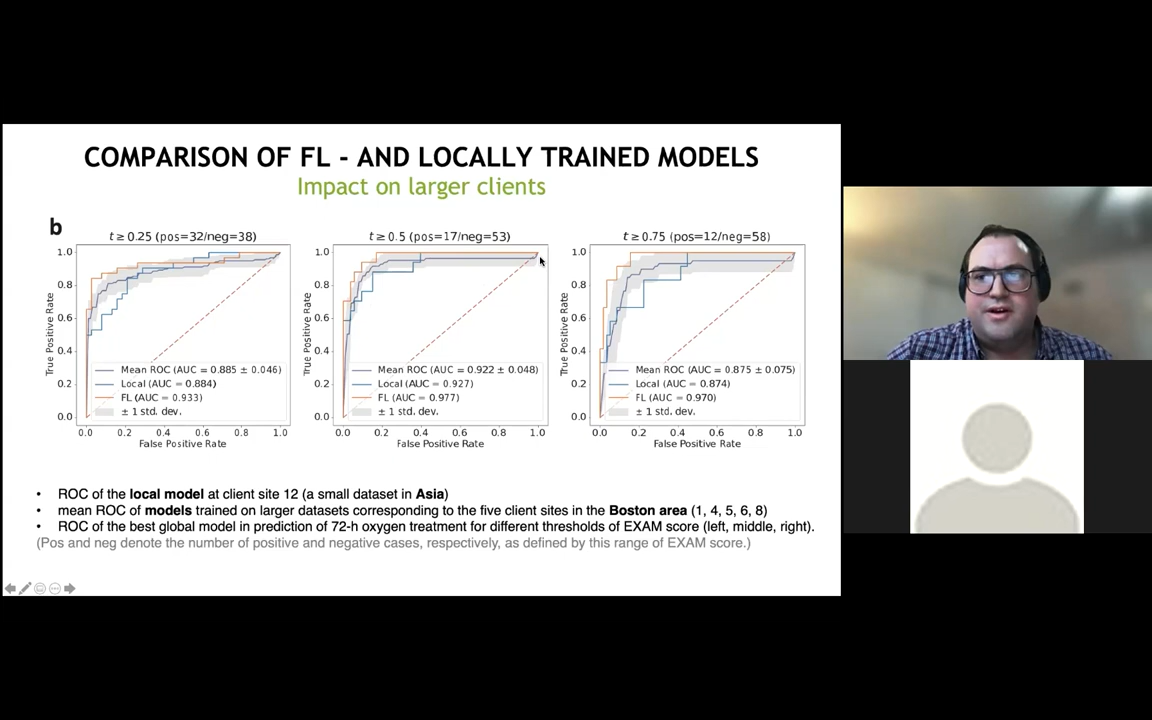 COMPARISON OF FL - AND LOCALLY TRAINED MODELS
Impact on larger clients
b
t ≥ 0.25 (pos=32/neg=38)
1.0
0.8
0.6
0.4
0.2
0.0
True Positive Rate
Mean ROC (AUC = 0.885 ± 0.046)
Local (AUC = 0.884)
FL (AUC = 0.933)
± 1 std. dev.
0.0 0.2 0.4 0.6 0.8 1.0
False Positive Rate
t ≥ 0.5 (pos=17/neg=53)
1.0
0.8
0.6
0.4
0.2
0.0
True Positive Rate
Mean ROC (AUC = 0.922 ± 0.048)
Local (AUC = 0.927)
FL (AUC = 0.977)
± 1 std. dev.
0.0 0.2 0.4 0.6 0.8 1.0
False Positive Rate
t ≥ 0.75 (pos=12/neg=58)
1.0
0.8
0.6
0.4
0.2
0.0
True Positive Rate
Mean ROC (AUC = 0.875 ± 0.075)
Local (AUC = 0.874)
FL (AUC = 0.970)
± 1 std. dev.
0.0 0.2 0.4 0.6 0.8 1.0
False Positive Rate
• ROC of the local model at client site 12 (a small dataset in Asia)
• mean ROC of models trained on larger datasets corresponding to the five client sites in the Boston area (1, 4, 5, 6, 8)
• ROC of the best global model in prediction of 72-h oxygen treatment for different thresholds of EXAM score (left, middle, right).
(Pos and neg denote the number of positive and negative cases, respectively, as defined by this range of EXAM score.)